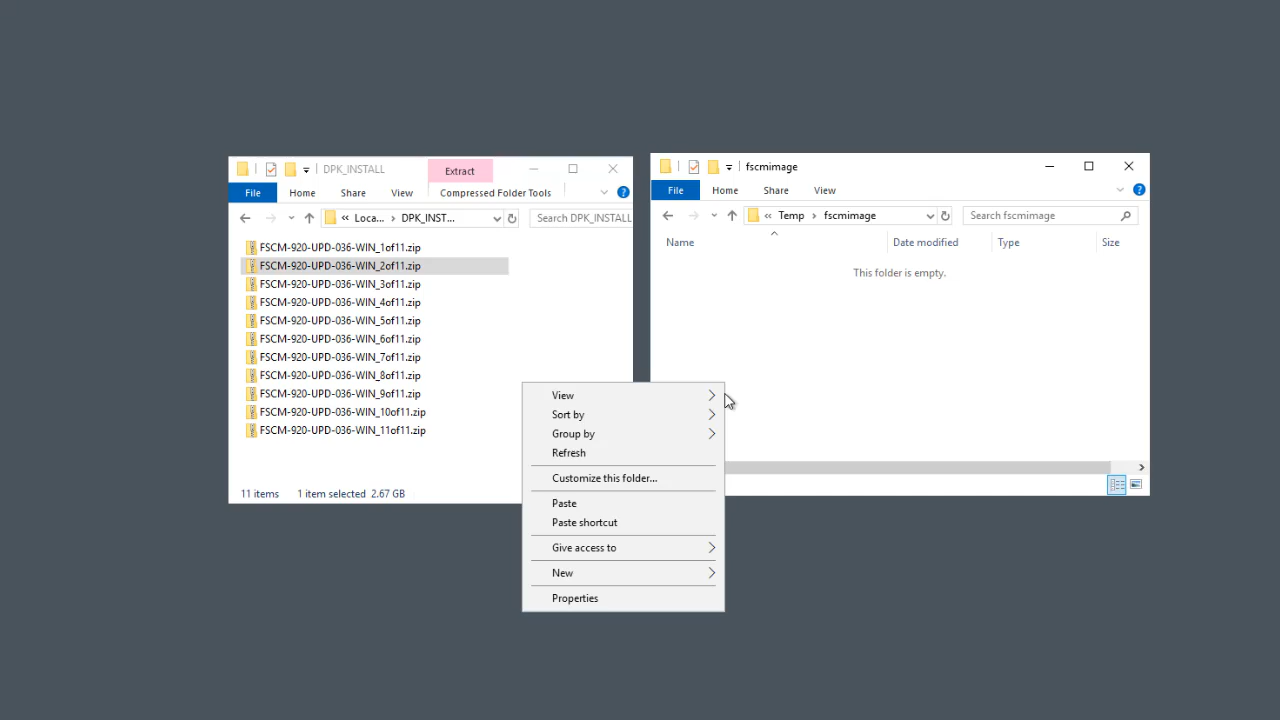 DPK_INSTALL
Extract
File
Home
Share
View
Compressed Folder Tools
« Loca... › DPK_INST...
Search DPK_INSTALL
FSCM-920-UPD-036-WIN_1of11.zip
FSCM-920-UPD-036-WIN_2of11.zip
FSCM-920-UPD-036-WIN_3of11.zip
FSCM-920-UPD-036-WIN_4of11.zip
FSCM-920-UPD-036-WIN_5of11.zip
FSCM-920-UPD-036-WIN_6of11.zip
FSCM-920-UPD-036-WIN_7of11.zip
FSCM-920-UPD-036-WIN_8of11.zip
FSCM-920-UPD-036-WIN_9of11.zip
FSCM-920-UPD-036-WIN_10of11.zip
FSCM-920-UPD-036-WIN_11of11.zip
11 items 1 item selected 2.67 GB
fscmimage
File
Home
Share
View
« Temp › fscmimage
Search fscmimage
Name
Date modified
Type
Size
This folder is empty.
View
Sort by
Group by
Refresh
Customize this folder...
Paste
Paste shortcut
Give access to
New
Properties